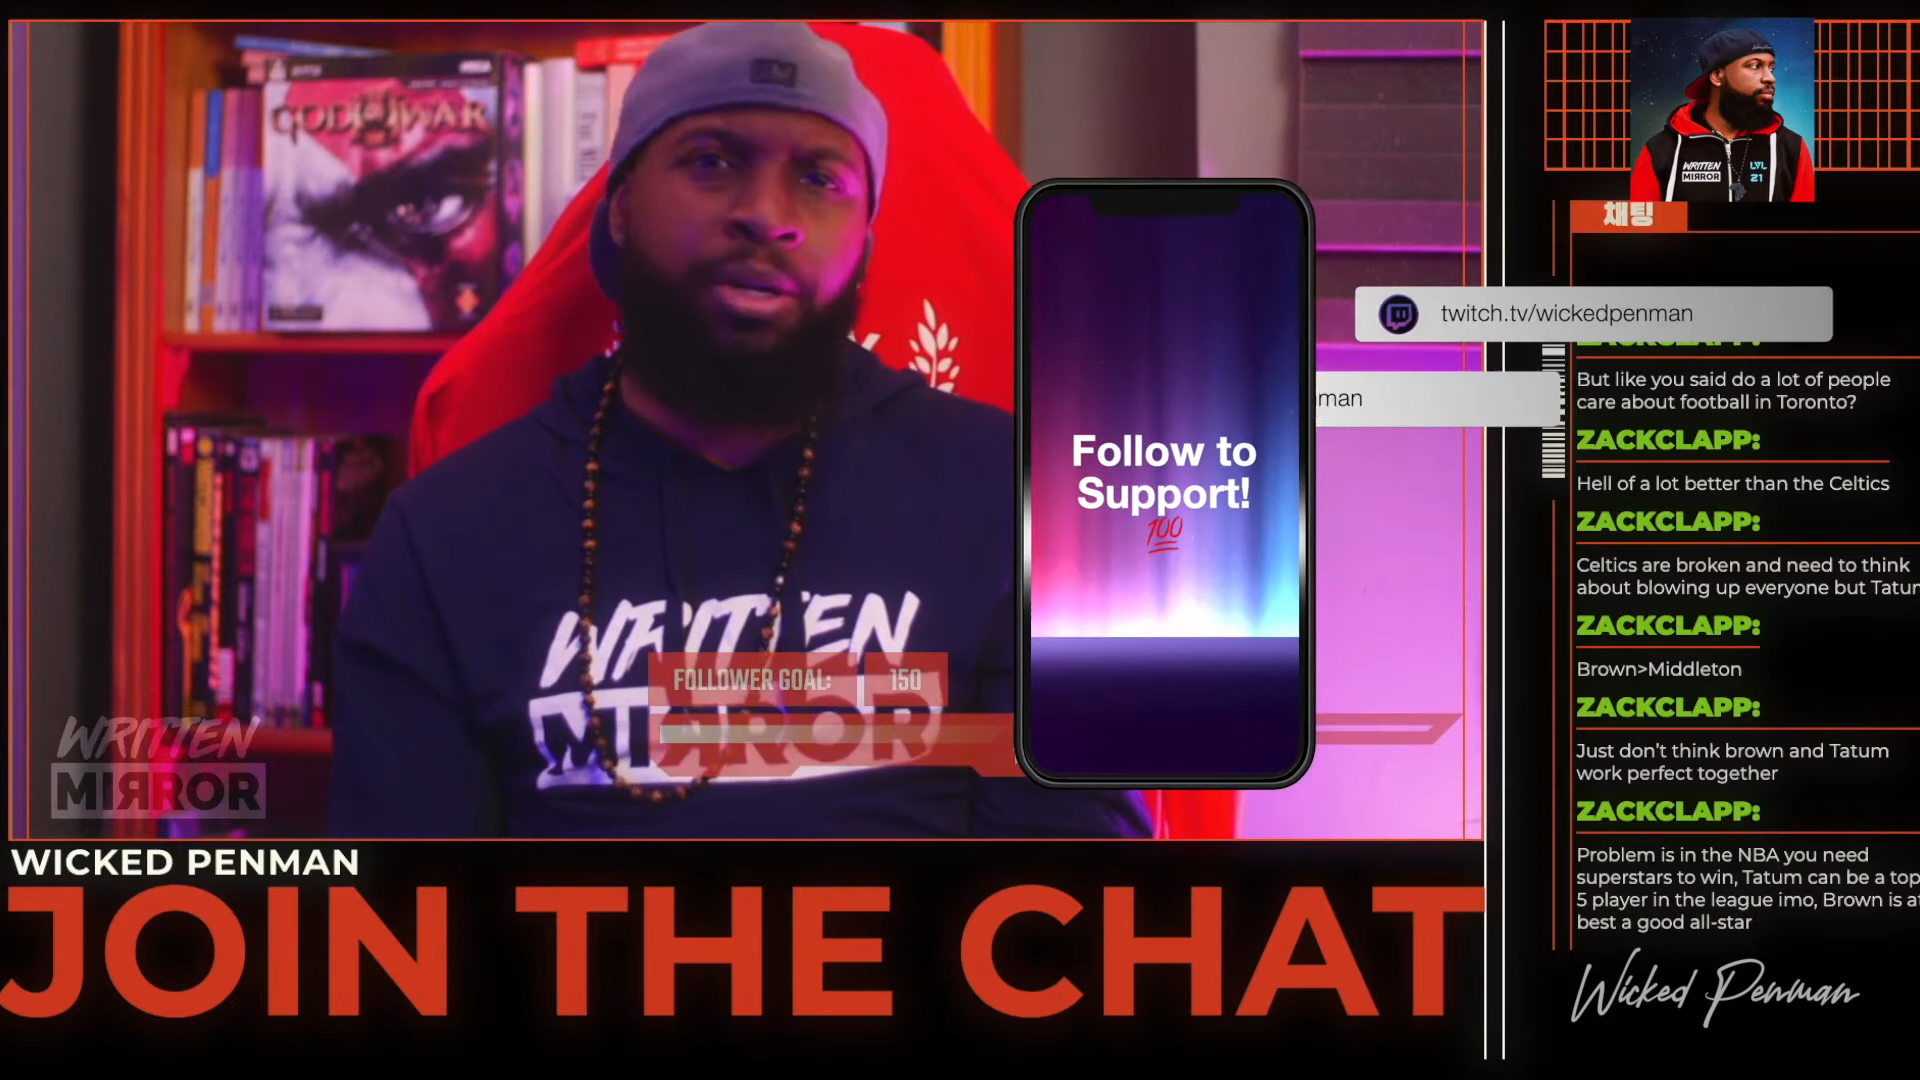 GOD OF WAR
WRITTEN
MIЯROR
FOLLOWER GOAL:
150
WRITTEN
MIЯROR
Follow to
Support!
💯
twitch.tv/wickedpenman
man
WICKED PENMAN
JOIN THE CHAT
WRITTEN
MIЯROR
LVL
21
채팅
ZACKCLAPP:
But like you said do a lot of people
care about football in Toronto?
ZACKCLAPP:
Hell of a lot better than the Celtics
ZACKCLAPP:
Celtics are broken and need to think
about blowing up everyone but Tatum
ZACKCLAPP:
Brown>Middleton
ZACKCLAPP:
Just don't think brown and Tatum
work perfect together
ZACKCLAPP:
Problem is in the NBA you need
superstars to win, Tatum can be a top
5 player in the league imo, Brown is at
best a good all-star
Wicked Penman